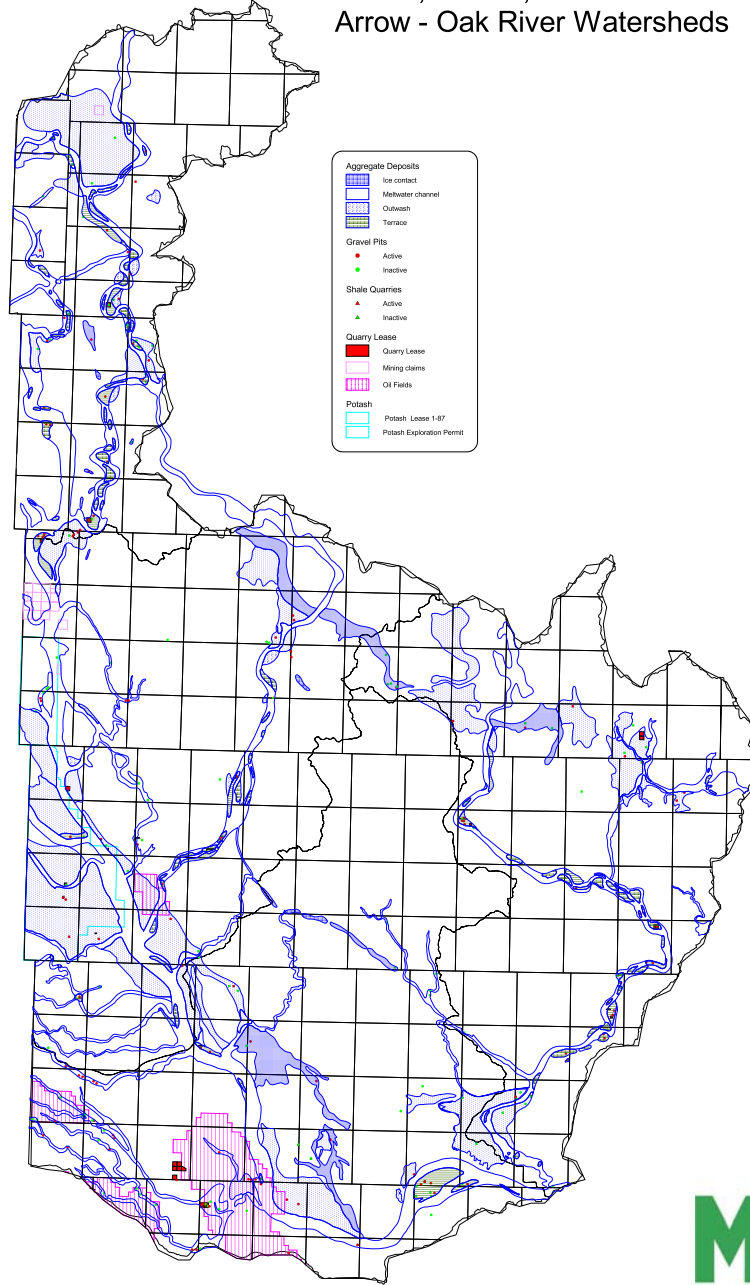 Arrow - Oak River Watersheds
Aggregate Deposits
Ice contact
Meltwater channel
Outwash
Terrace
Gravel Pits
Active
Inactive
Shale Quarries
Active
Inactive
Quarry Lease
Quarry Lease
Mining claims
Oil Fields
Potash
Potash Lease 1-87
Potash Exploration Permit
M